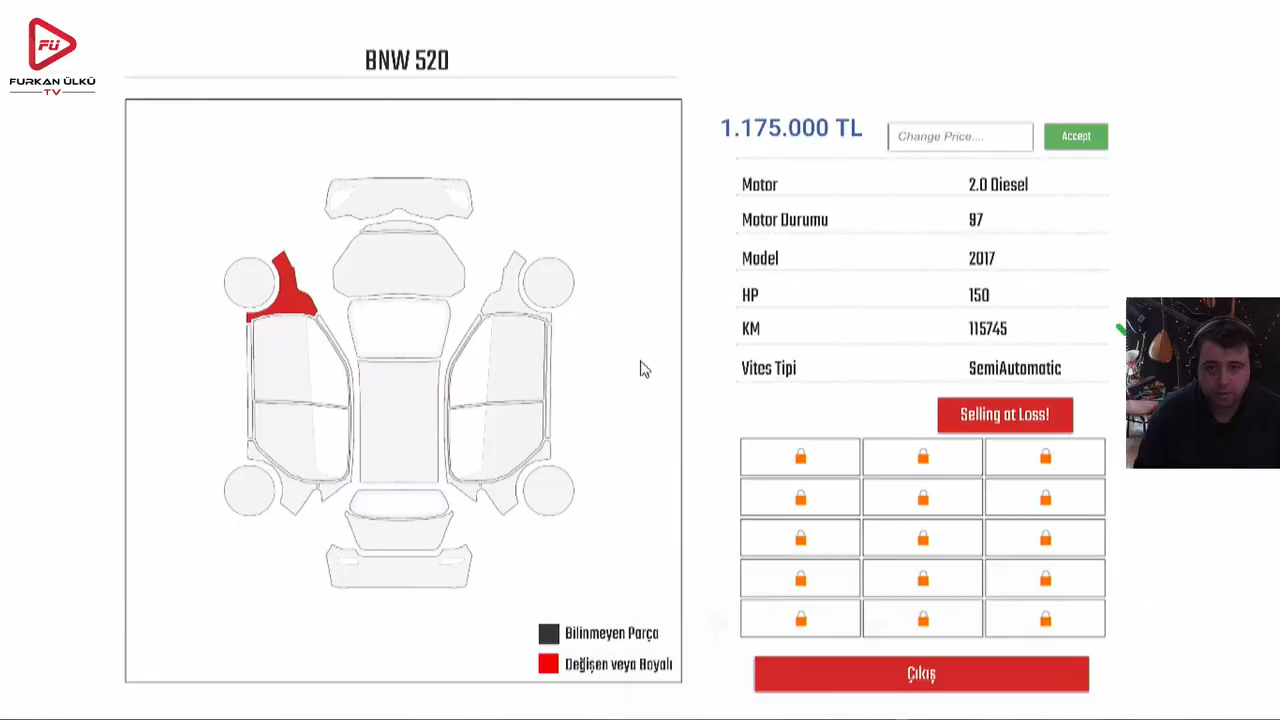 FU
FURKAN ÜLKÜ
TV
BNW 520
1.175.000 TL
Change Price....
Accept
Motor 2.0 Diesel
Motor Durumu 97
Model 2017
HP 150
KM 115745
Vites Tipi SemiAutomatic
Selling at Loss!
Bilinmeyen Parça
Değişen veya Boyalı
Çıkış